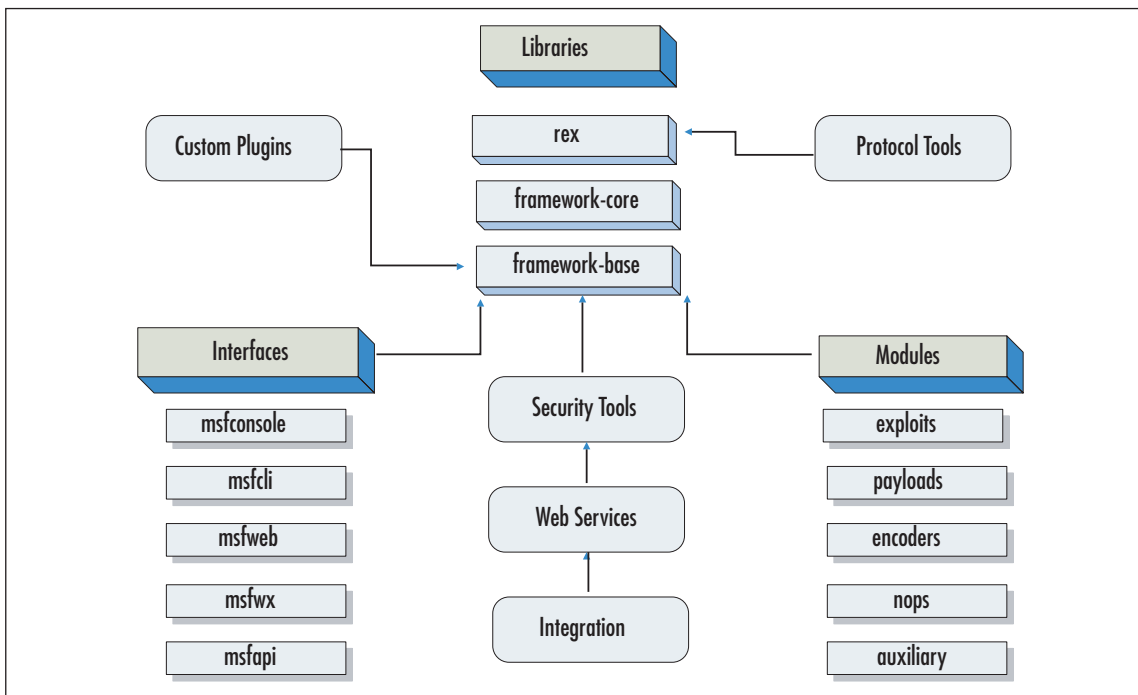 Libraries
Custom Plugins
rex
Protocol Tools
framework-core
framework-base
Interfaces
Modules
msfconsole
Security Tools
exploits
msfcli
payloads
msfweb
Web Services
encoders
msfwx
Integration
nops
msfapi
auxiliary